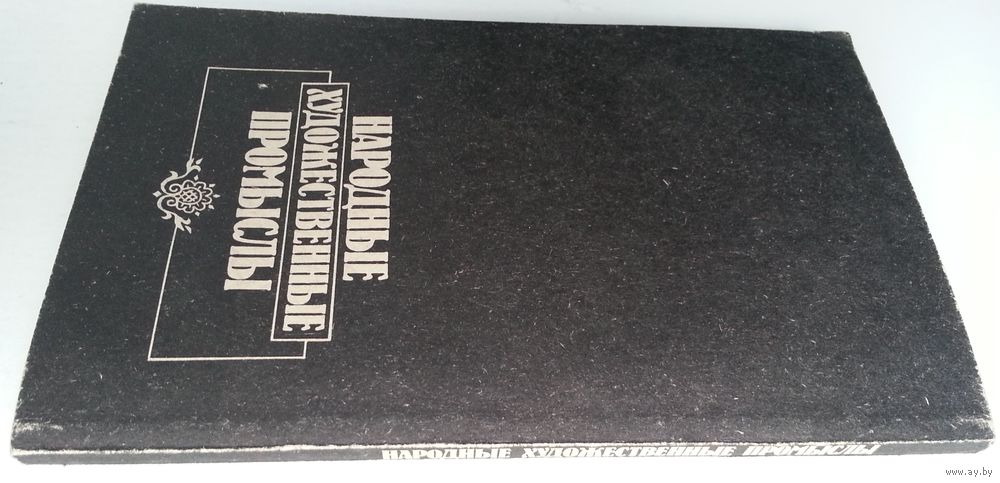 НАРОДНЫЕ
ХУДОЖЕСТВЕННЫЕ
ПРОМЫСЛЫ
НАРОДНЫЕ ХУДОЖЕСТВЕННЫЕ ПРОМЫСЛЫ
www.ay.by